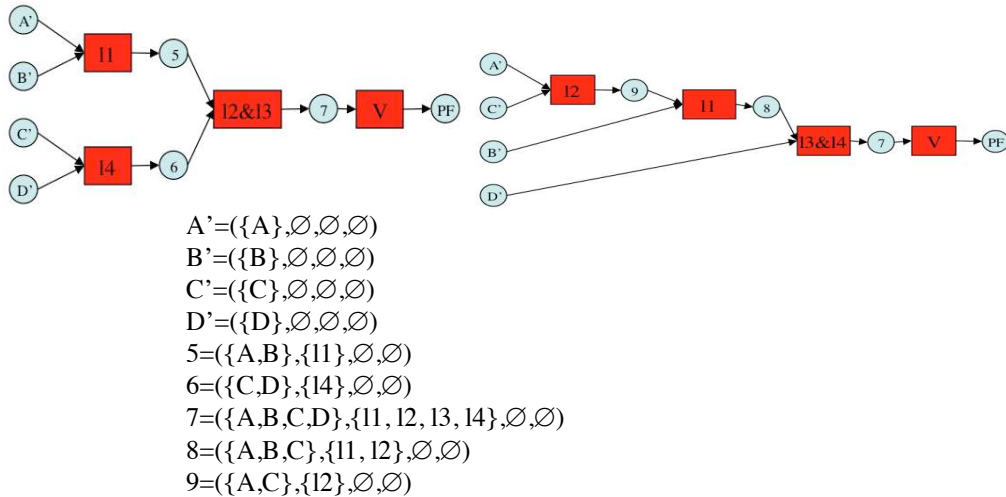 A'
B'
C'
D'
l1
l4
5
6
l2&l3
7
V
PF
A'
C'
B'
D'
l2
9
l1
8
l3&l4
7
V
PF
A'=({A},∅,∅,∅)
B'=({B},∅,∅,∅)
C'=({C},∅,∅,∅)
D'=({D},∅,∅,∅)
5=({A,B},{l1},∅,∅)
6=({C,D},{l4},∅,∅)
7=({A,B,C,D},{l1, l2, l3, l4},∅,∅)
8=({A,B,C},{l1, l2},∅,∅)
9=({A,C},{l2},∅,∅)